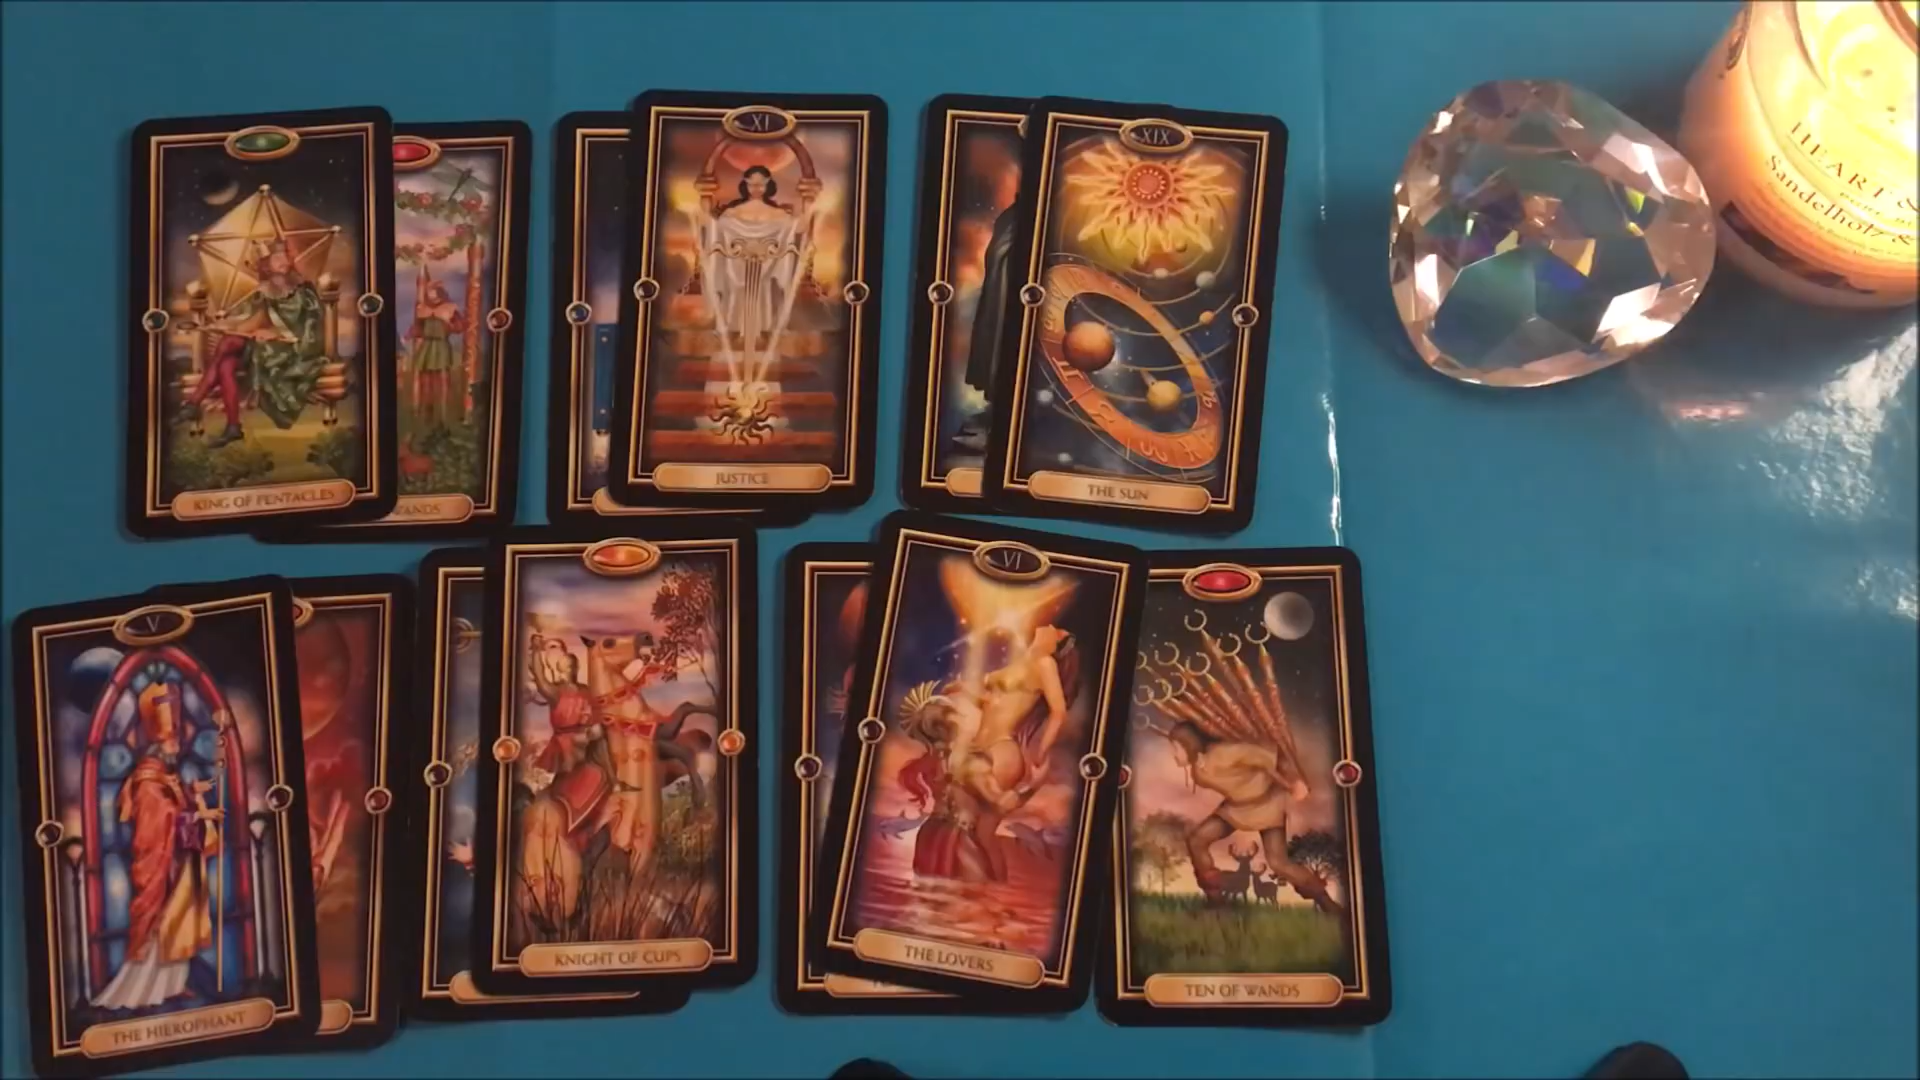 KING OF PENTACLES
WANDS
XI
JUSTICE
XIX
THE SUN
V
THE HIEROPHANT
KNIGHT OF CUPS
VI
THE LOVERS
TEN OF WANDS
HEART &
Sandelholz &